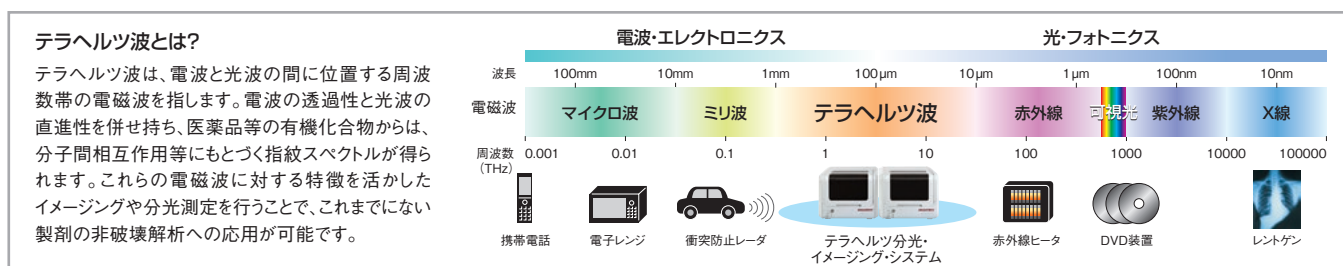 テラヘルツ波とは?
テラヘルツ波は、電波と光波の間に位置する周波
数帯の電磁波を指します。電波の透過性と光波の
直進性を併せ持ち、医薬品等の有機化合物からは、
分子間相互作用等にもとづく指紋スペクトルが得ら
れます。これらの電磁波に対する特徴を活かした
イメージングや分光測定を行うことで、これまでにない
製剤の非破壊解析への応用が可能です。
電波・エレクトロニクス 光・フォトニクス
波長 100mm 10mm 1mm 100μm 10μm 1μm 100nm 10nm
電磁波 マイクロ波 ミリ波 テラヘルツ波 赤外線 可視光 紫外線 X線
周波数 0.001 0.01 0.1 1 10 100 1000 10000 100000
(THz)
携帯電話 電子レンジ 衝突防止レーダ テラヘルツ分光・ 赤外線ヒータ DVD装置 レントゲン
イメージング・システム